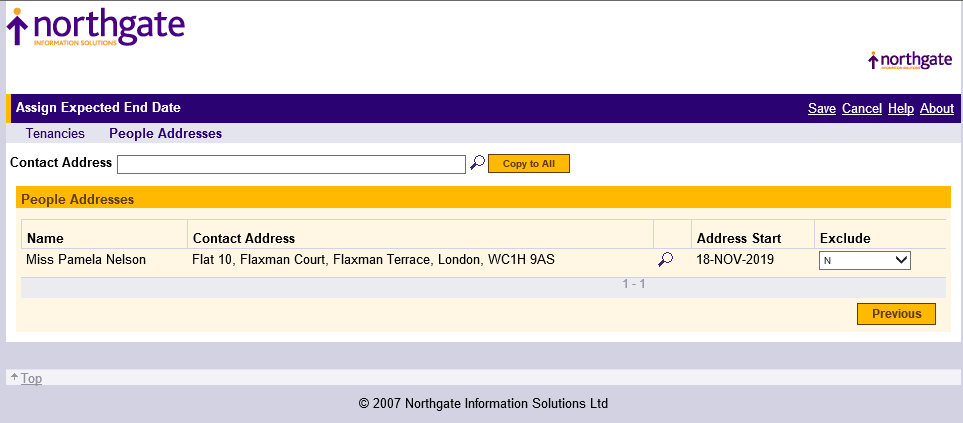 northgate
INFORMATION SOLUTIONS
northgate
INFORMATION SOLUTIONS
Assign Expected End Date Save Cancel Help About
Tenancies People Addresses
Contact Address Copy to All
People Addresses
Name Contact Address Address Start Exclude
Miss Pamela Nelson Flat 10, Flaxman Court, Flaxman Terrace, London, WC1H 9AS 18-NOV-2019 N
1 - 1
Previous
Top
© 2007 Northgate Information Solutions Ltd